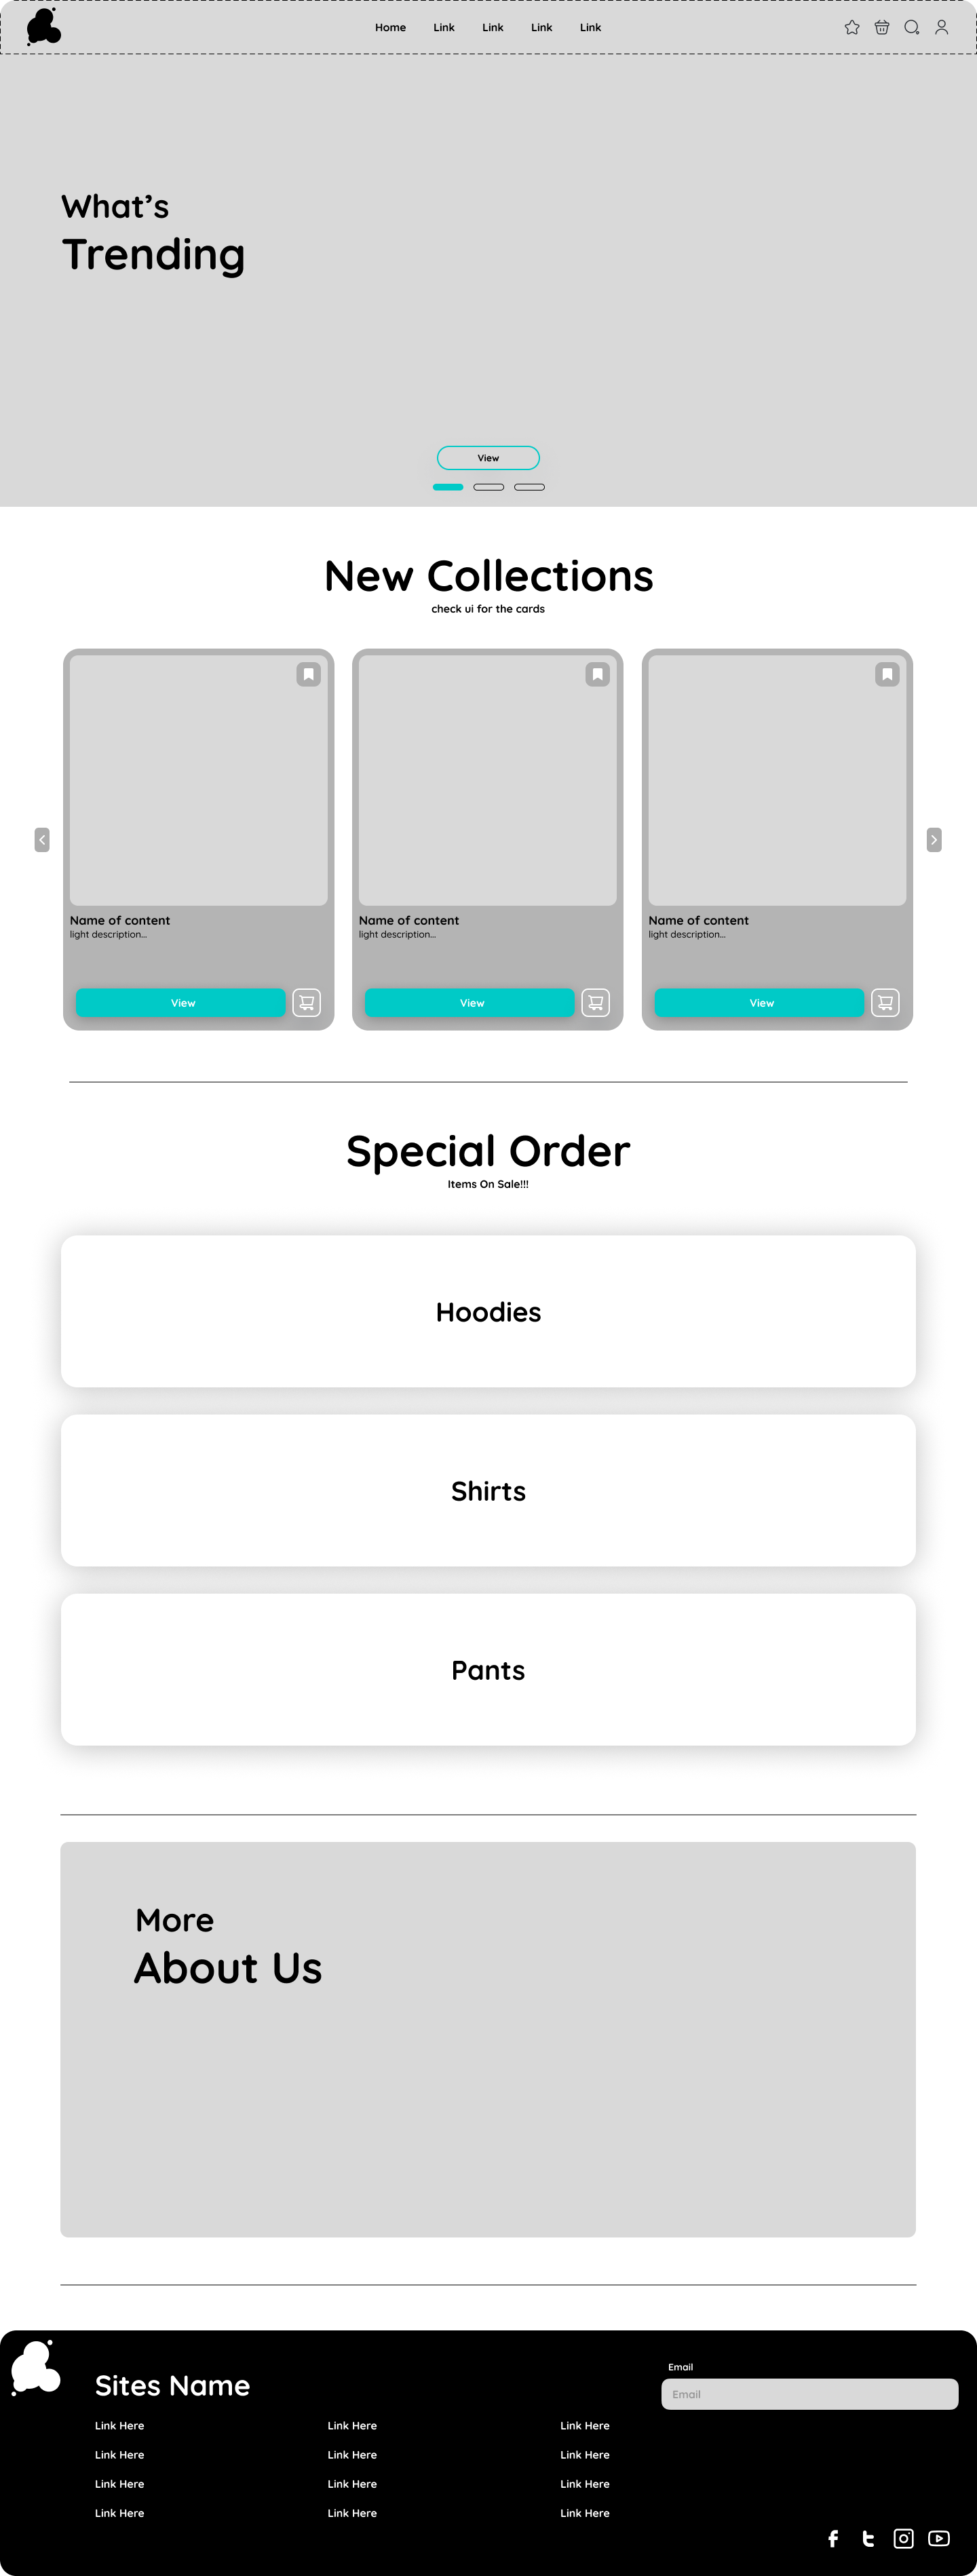 Home Link Link Link Link
What's
Trending
View
New Collections
check ui for the cards
Name of content
light description...
View
Name of content
light description...
View
Name of content
light description...
View
Special Order
Items On Sale!!!
Hoodies
Shirts
Pants
More
About Us
Sites Name
Link Here Link Here Link Here
Link Here Link Here Link Here
Link Here Link Here Link Here
Link Here Link Here Link Here
Email
Email